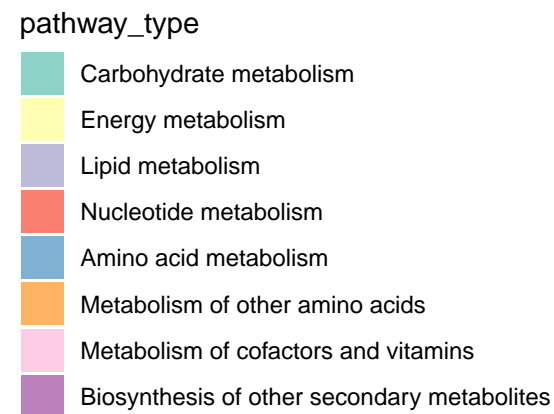 pathway_type
Carbohydrate metabolism
Energy metabolism
Lipid metabolism
Nucleotide metabolism
Amino acid metabolism
Metabolism of other amino acids
Metabolism of cofactors and vitamins
Biosynthesis of other secondary metabolites